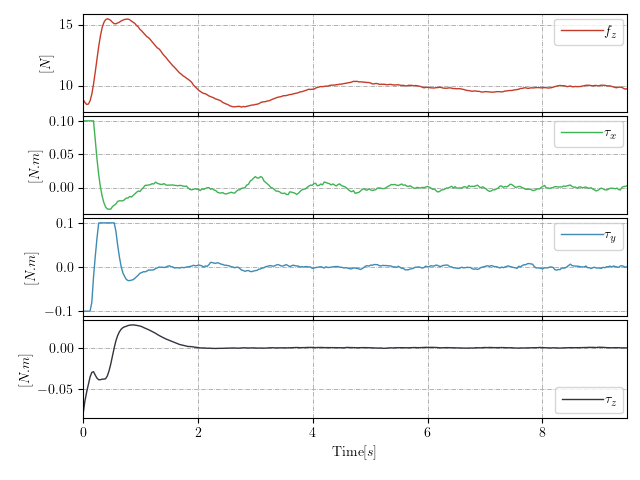 15
10
[N]
f_z
0.10
0.05
0.00
[N.m]
τ_x
0.1
0.0
−0.1
[N.m]
τ_y
0.00
−0.05
[N.m]
τ_z
0 2 4 6 8
Time[s]